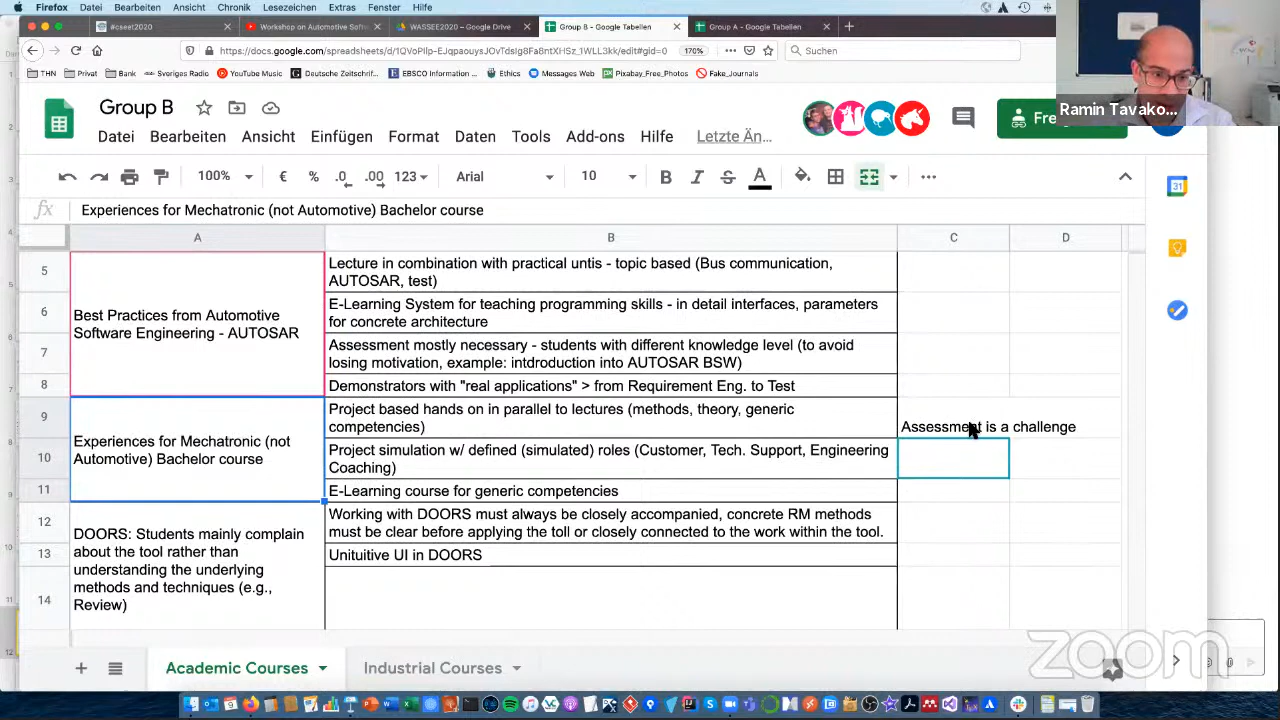 Firefox Datei Bearbeiten Ansicht Chronik Lesezeichen Extras Fenster Hilfe
#cseet2020
Workshop on Automotive Softw
WASSEE2020 – Google Drive
Group B - Google Tabellen
Group A - Google Tabellen
170%
Suchen
THN Privat Bank Sveriges Radio YouTube Music Deutsche Zeitschrif... EBSCO Information ... Ethics Messages Web Pixabay_Free_Photos Fake_Journals
Ramin Tavako...
Group B
Datei Bearbeiten Ansicht Einfügen Format Daten Tools Add-ons Hilfe Letzte Än...
100% € % .0 .00 123 Arial 10 B I S A
31
fx Experiences for Mechatronic (not Automotive) Bachelor course
A B C D
5
Best Practices from Automotive
Software Engineering - AUTOSAR
Lecture in combination with practical untis - topic based (Bus communication,
AUTOSAR, test)
6
E-Learning System for teaching programming skills - in detail interfaces, parameters
for concrete architecture
7
Assessment mostly necessary - students with different knowledge level (to avoid
losing motivation, example: intdroduction into AUTOSAR BSW)
8
Demonstrators with "real applications" > from Requirement Eng. to Test
9
Experiences for Mechatronic (not
Automotive) Bachelor course
Project based hands on in parallel to lectures (methods, theory, generic
competencies)
Assessment is a challenge
10
Project simulation w/ defined (simulated) roles (Customer, Tech. Support, Engineering
Coaching)
11
E-Learning course for generic competencies
12
DOORS: Students mainly complain
about the tool rather than
understanding the underlying
methods and techniques (e.g.,
Review)
Working with DOORS must always be closely accompanied, concrete RM methods
must be clear before applying the toll or closely connected to the work within the tool.
13
Unituitive UI in DOORS
14
Academic Courses Industrial Courses
zoom